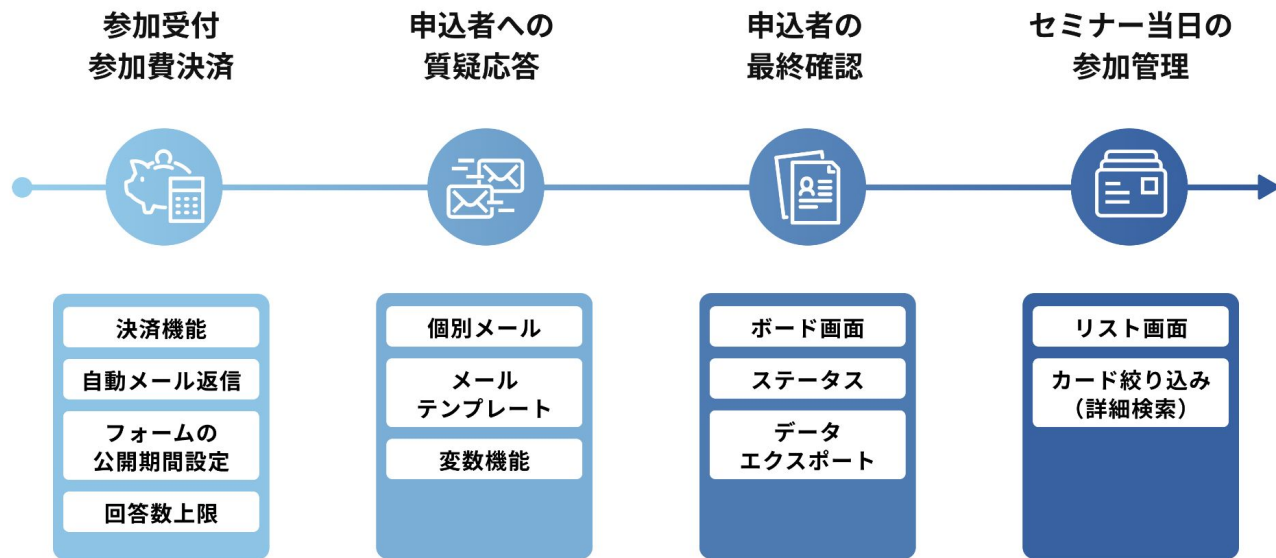 参加受付
参加費決済
申込者への
質疑応答
申込者の
最終確認
セミナー当日の
参加管理
決済機能
自動メール返信
フォームの
公開期間設定
回答数上限
個別メール
メール
テンプレート
変数機能
ボード画面
ステータス
データ
エクスポート
リスト画面
カード絞り込み
（詳細検索）